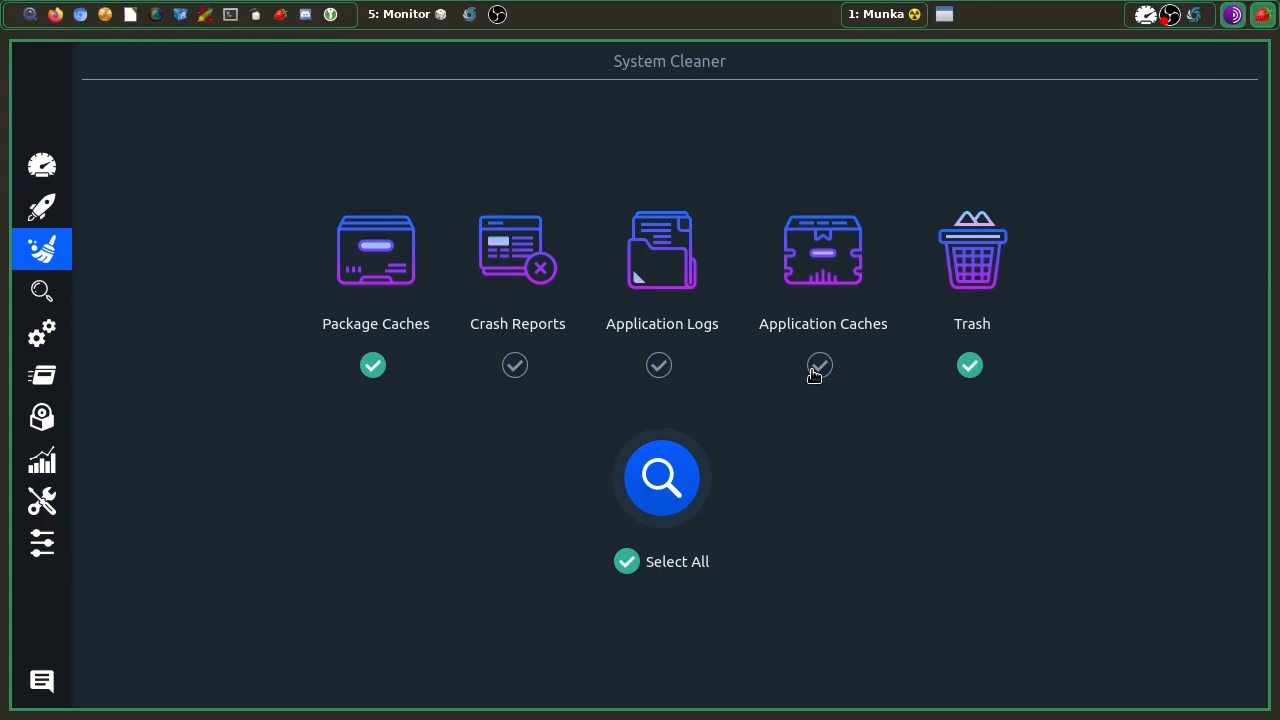 5: Monitor
1: Munka
System Cleaner
Package Caches
Crash Reports
Application Logs
Application Caches
Trash
Select All